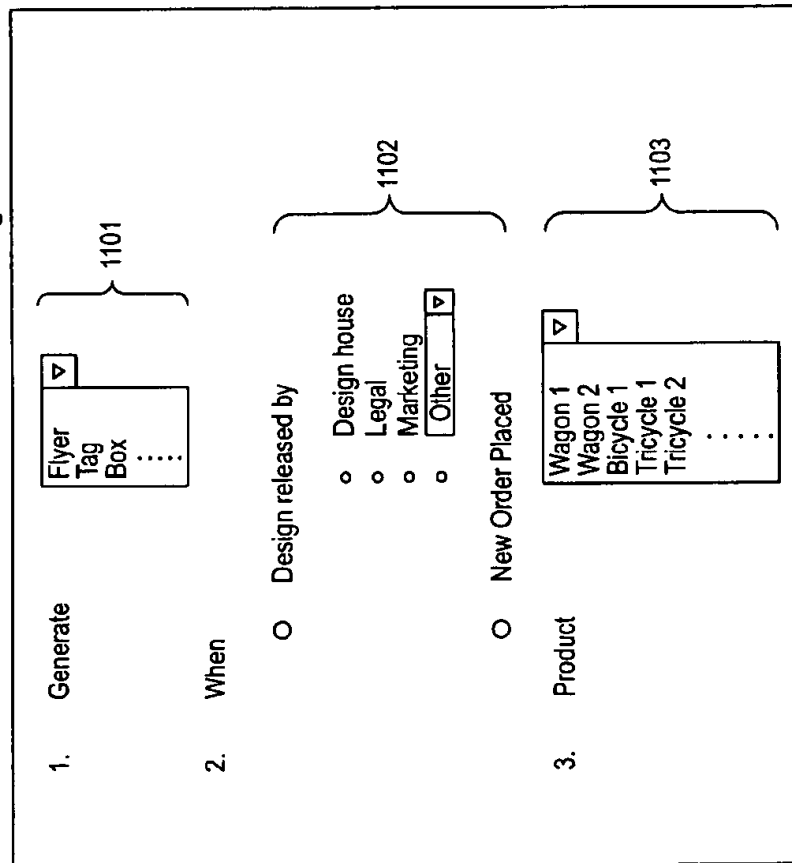 1. Generate
Flyer
Tag
Box
.....
1101
2. When
Design released by
Design house
Legal
Marketing
Other
New Order Placed
1102
3. Product
Wagon 1
Wagon 2
Bicycle 1
Tricycle 1
Tricycle 2
.....
1103